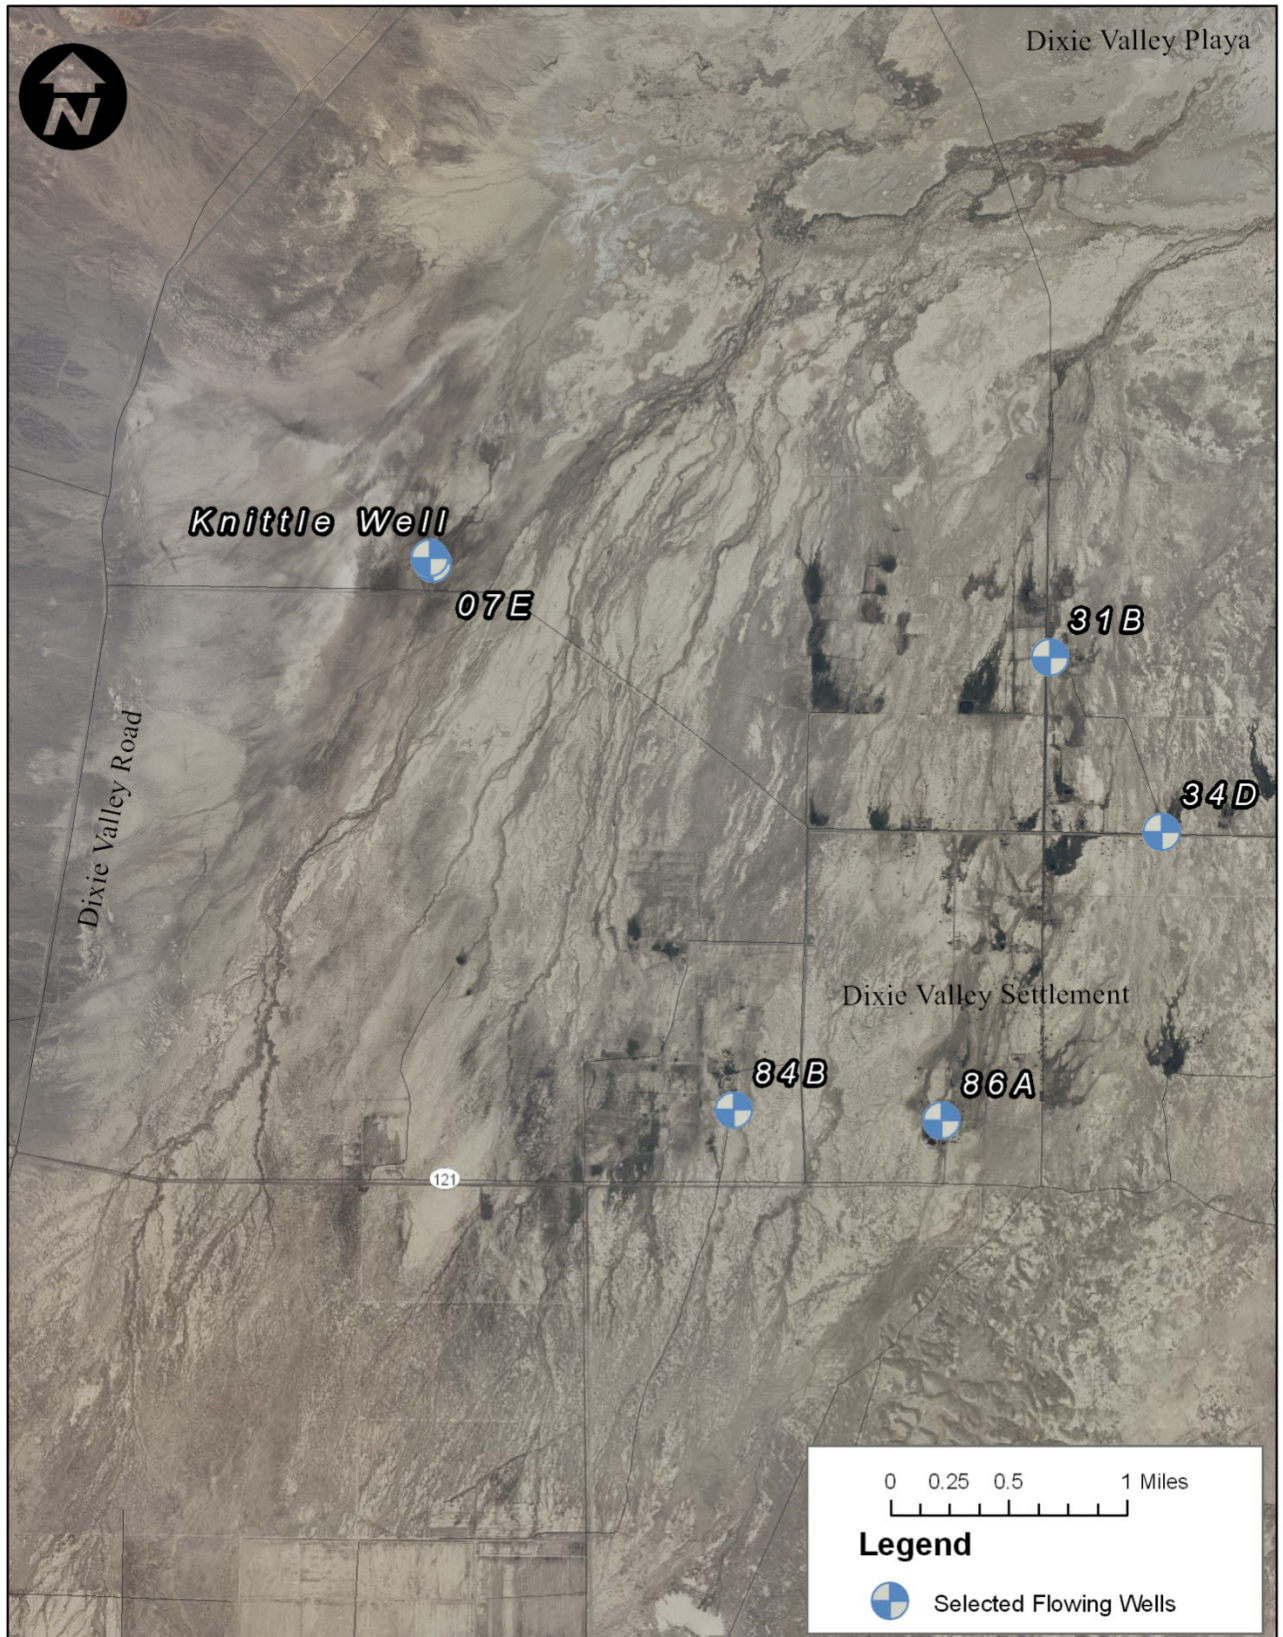 Dixie Valley Playa
N
Knittle Well
07E
31B
Dixie Valley Road
34D
Dixie Valley Settlement
84B
86A
121
0 0.25 0.5 1 Miles
Legend
Selected Flowing Wells